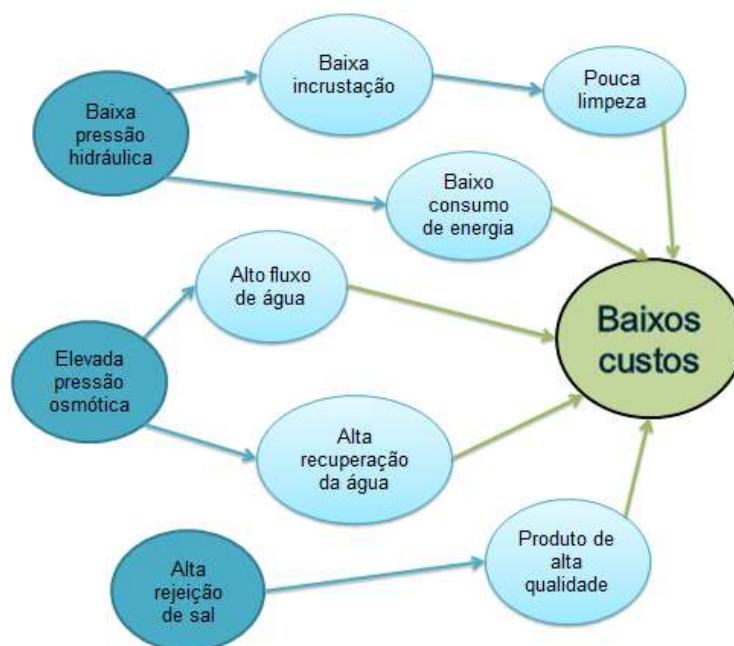 Baixa
incrustação
Pouca
limpeza
Baixa
pressão
hidráulica
Baixo
consumo
de energia
Alto fluxo
de água
Baixos
custos
Elevada
pressão
osmótica
Alta
recuperação
da água
Produto de
alta
qualidade
Alta
rejeição
de sal